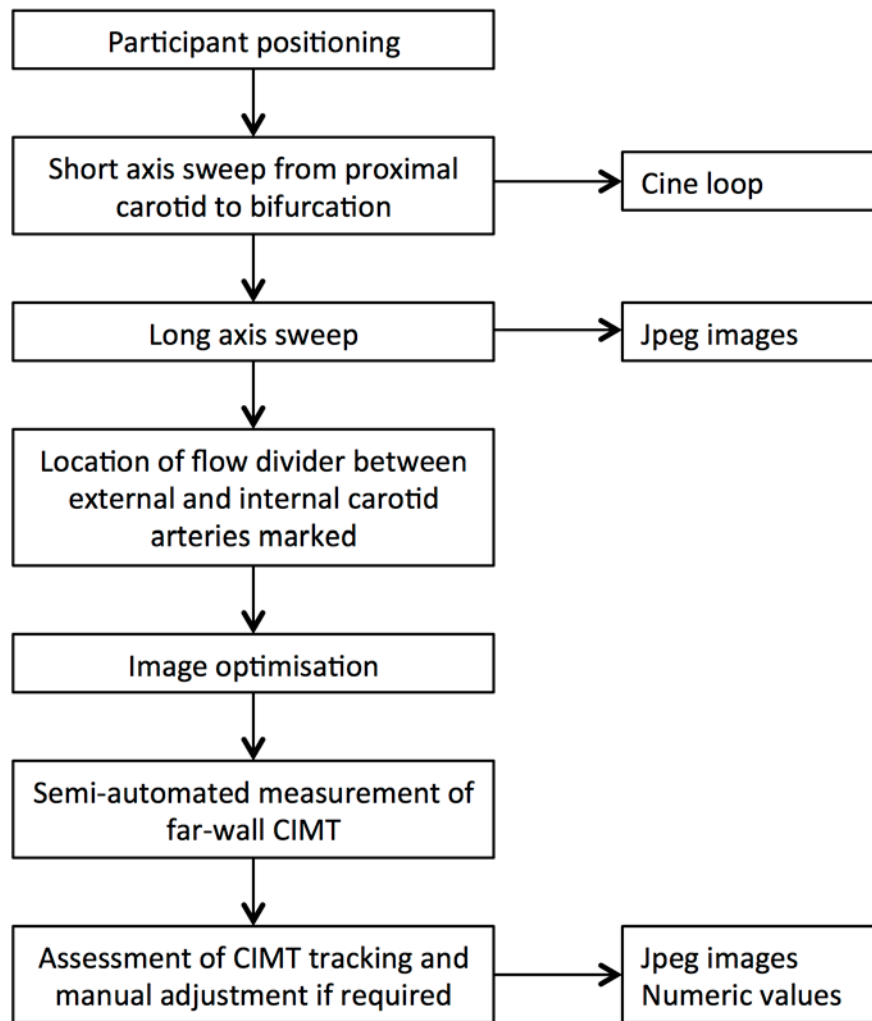 Participant positioning
Short axis sweep from proximal
carotid to bifurcation
Cine loop
Long axis sweep
Jpeg images
Location of flow divider between
external and internal carotid
arteries marked
Image optimisation
Semi-automated measurement of
far-wall CIMT
Assessment of CIMT tracking and
manual adjustment if required
Jpeg images
Numeric values